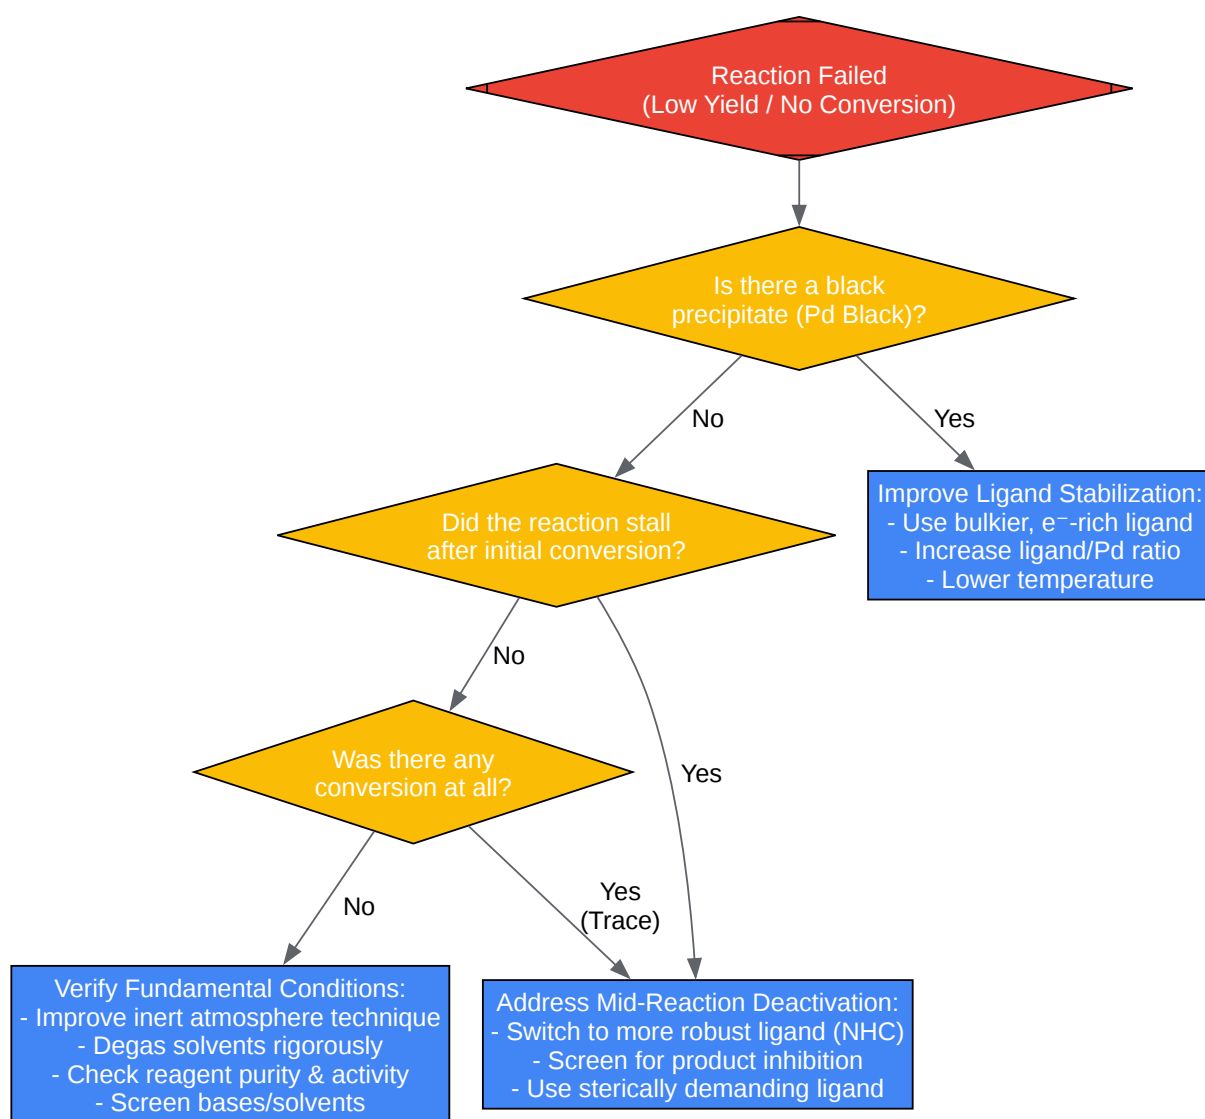 Reaction Failed
(Low Yield / No Conversion)
Is there a black
precipitate (Pd Black)?
No
Yes
Did the reaction stall
after initial conversion?
Improve Ligand Stabilization:
- Use bulkier, e⁻-rich ligand
- Increase ligand/Pd ratio
- Lower temperature
No
Yes
Was there any
conversion at all?
No
Yes
(Trace)
Verify Fundamental Conditions:
- Improve inert atmosphere technique
- Degas solvents rigorously
- Check reagent purity & activity
- Screen bases/solvents
Address Mid-Reaction Deactivation:
- Switch to more robust ligand (NHC)
- Screen for product inhibition
- Use sterically demanding ligand